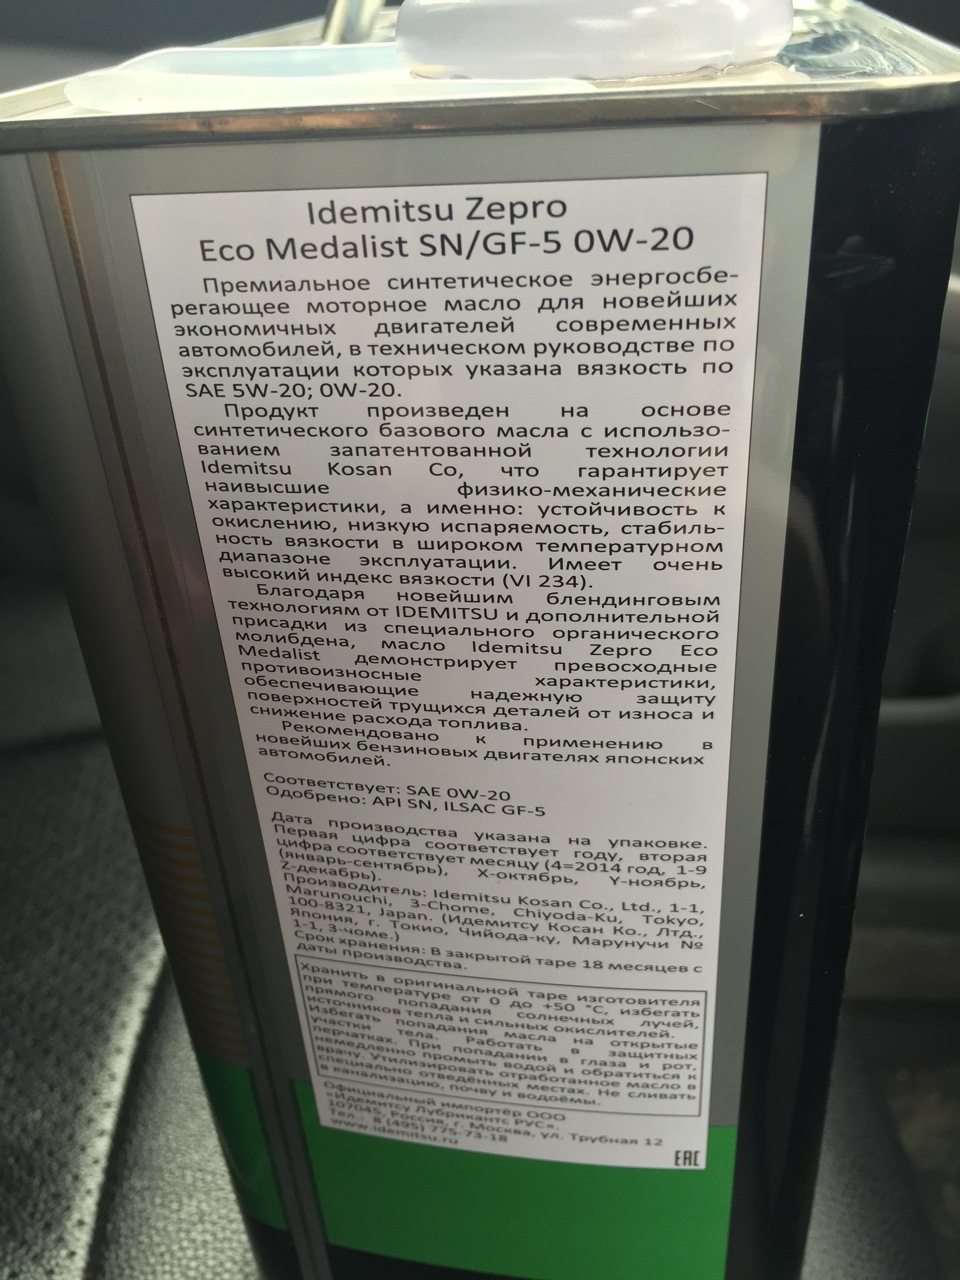 Idemitsu Zepro
Eco Medalist SN/GF-5 0W-20
Премиальное синтетическое энергосбе-
регающее моторное масло для новейших
экономичных двигателей современных
автомобилей, в техническом руководстве по
эксплуатации которых указана вязкость по
SAE 5W-20; 0W-20.
Продукт произведен на основе
синтетического базового масла с использо-
ванием запатентованной технологии
Idemitsu Kosan Co, что гарантирует
наивысшие физико-механические
характеристики, а именно: устойчивость к
окислению, низкую испаряемость, стабиль-
ность вязкости в широком температурном
диапазоне эксплуатации. Имеет очень
высокий индекс вязкости (VI 234).
Благодаря новейшим блендинговым
технологиям от IDEMITSU и дополнительной
присадки из специального органического
молибдена, масло Idemitsu Zepro Eco
Medalist демонстрирует превосходные
противоизносные характеристики,
обеспечивающие надежную защиту
поверхностей трущихся деталей от износа и
снижение расхода топлива.
Рекомендовано к применению в
новейших бензиновых двигателях японских
автомобилей.
Соответствует: SAE 0W-20
Одобрено: API SN, ILSAC GF-5
Дата производства указана на упаковке.
Первая цифра соответствует году, вторая
цифра соответствует месяцу (4=2014 год, 1-9
(январь-сентябрь), X-октябрь, Y-ноябрь,
Z-декабрь).
Производитель: Idemitsu Kosan Co., Ltd., 1-1,
Marunouchi, 3-Chome, Chiyoda-Ku, Tokyo,
100-8321, Japan. (Идемитсу Косан Ко., Лтд.,
Япония, г. Токио, Чийода-ку, Марунучи №
1-1, 3-чоме.)
Срок хранения: В закрытой таре 18 месяцев с
даты производства.
Хранить в оригинальной таре изготовителя
при температуре от 0 до +50 °C, избегать
прямого попадания солнечных лучей,
источников тепла и сильных окислителей.
Избегать попадания масла на открытые
участки тела. Работать в защитных
перчатках. При попадании в глаза и рот,
немедленно промыть водой и обратиться к
врачу. Утилизировать отработанное масло в
специально отведённых местах. Не сливать
в канализацию, почву и водоёмы.
Официальный импортёр ООО
«Идемитсу Лубрикантс РУС».
107045, Россия, г. Москва, ул. Трубная 12
Тел.: 8 (495) 775-73-18
www.idemitsu.ru
EAC